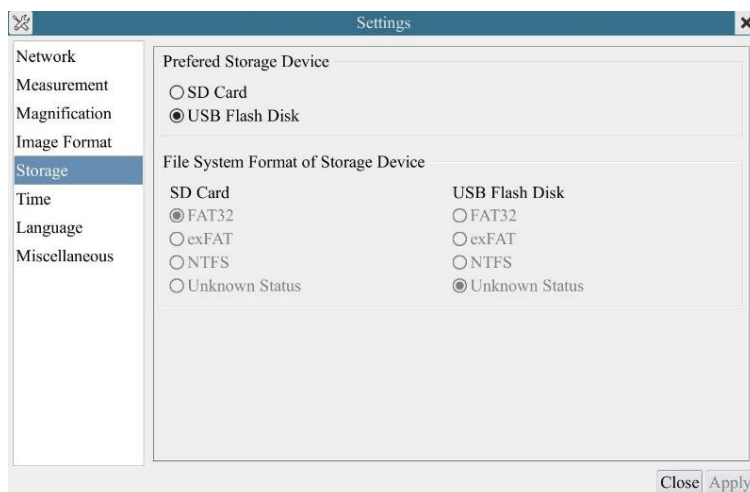 Settings
Network
Measurement
Magnification
Image Format
Storage
Time
Language
Miscellaneous
Prefered Storage Device
SD Card
USB Flash Disk
File System Format of Storage Device
SD Card
FAT32
exFAT
NTFS
Unknown Status
USB Flash Disk
FAT32
exFAT
NTFS
Unknown Status
Close Apply